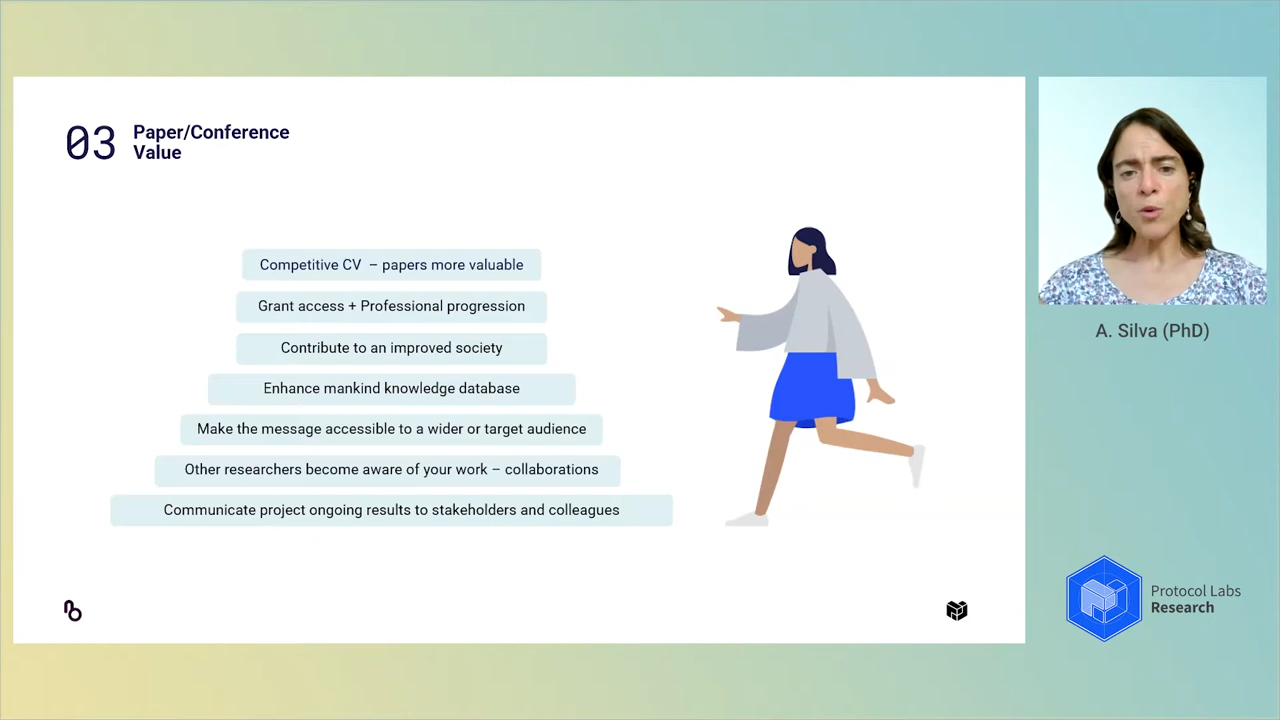 03
Paper/Conference
Value
Competitive CV – papers more valuable
Grant access + Professional progression
Contribute to an improved society
Enhance mankind knowledge database
Make the message accessible to a wider or target audience
Other researchers become aware of your work – collaborations
Communicate project ongoing results to stakeholders and colleagues
A. Silva (PhD)
Protocol Labs
Research